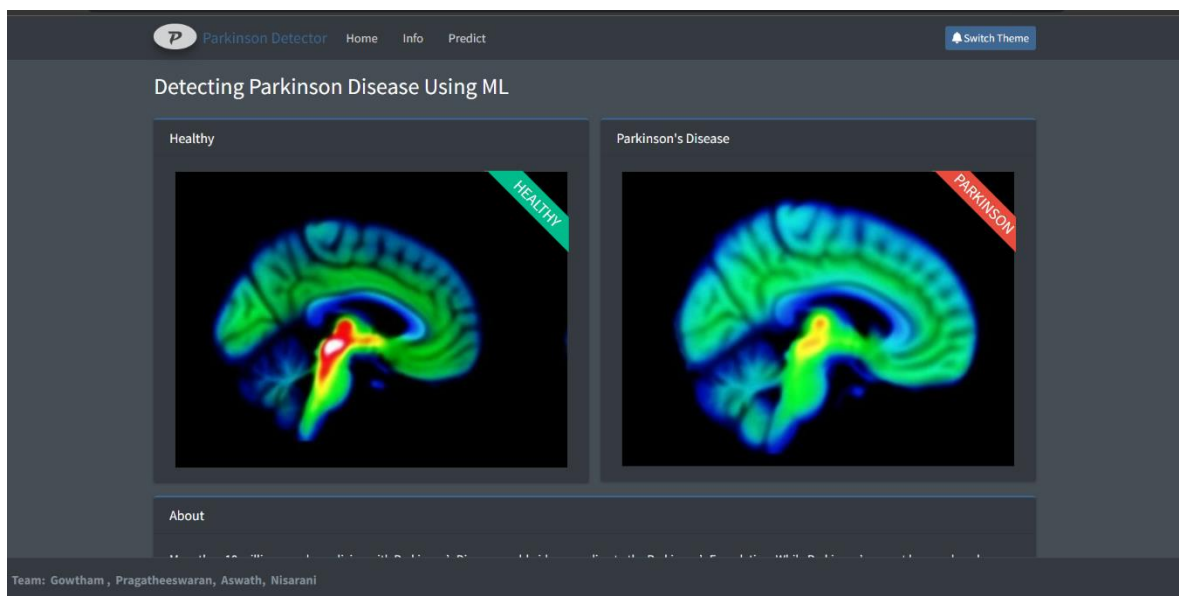 P Parkinson Detector Home Info Predict Switch Theme
Detecting Parkinson Disease Using ML
Healthy
Parkinson's Disease
HEALTHY
PARKINSON
About
Team: Gowtham , Pragatheeswaran, Aswath, Nisarani